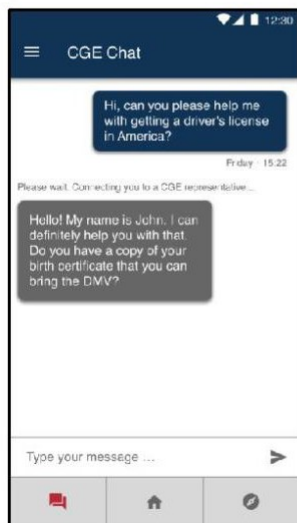 12:30
CGE Chat
Hi, can you please help me
with getting a driver's license
in America?
Friday - 15:22
Please wait. Connecting you to a CGE representative...
Hello! My name is John. I can
definitely help you with that.
Do you have a copy of your
birth certificate that you can
bring the DMV?
Type your message ...